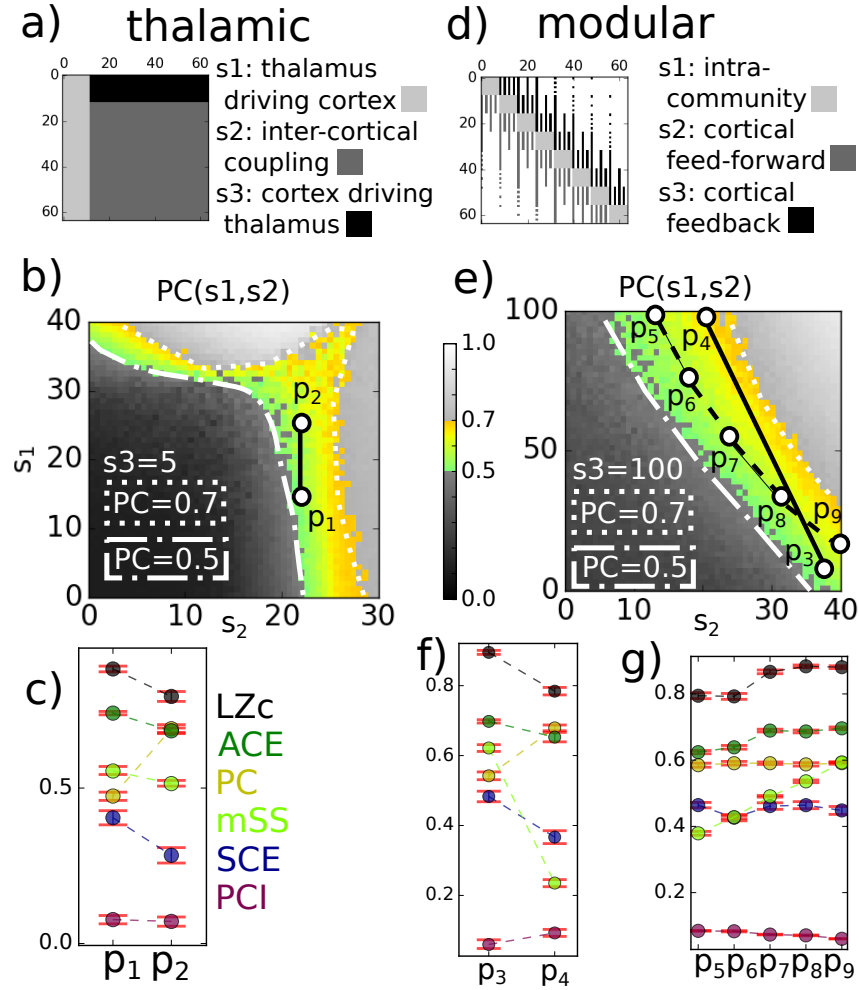 a) thalamic
0 20 40 60
0
20
40
60
s1: thalamus
driving cortex
s2: inter-cortical
coupling
s3: cortex driving
thalamus
d) modular
0 20 40 60
0
20
40
60
s1: intra-
community
s2: cortical
feed-forward
s3: cortical
feedback
b)
PC(s1,s2)
40
30
20
10
0
s1
p2
p1
s3=5
PC=0.7
PC=0.5
0 10 20 30
s2
1.0
0.7
0.5
0.0
e)
PC(s1,s2)
100
50
0
p5 p4
p6
p7
p8 p9
p3
s3=100
PC=0.7
PC=0.5
0 10 20 30 40
s2
c)
0.5
0.0
p1 p2
LZc
ACE
PC
mSS
SCE
PCI
f)
0.8
0.6
0.4
0.2
p3 p4
g)
0.8
0.6
0.4
0.2
p5 p6 p7 p8 p9